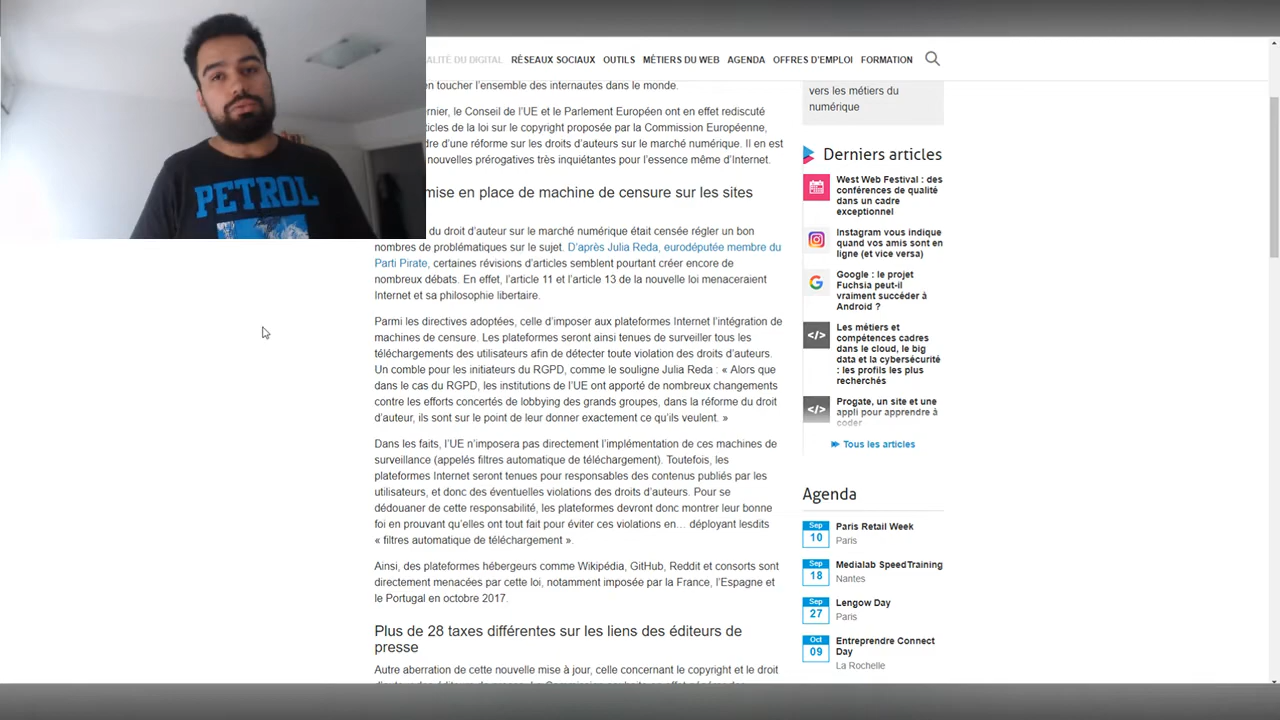 PETROL
ALITÉ DU DIGITAL RÉSEAUX SOCIAUX OUTILS MÉTIERS DU WEB AGENDA OFFRES D'EMPLOI FORMATION
en toucher l'ensemble des internautes dans le monde.
ernier, le Conseil de l'UE et le Parlement Européen ont en effet rediscuté
ticles de la loi sur le copyright proposée par la Commission Européenne,
dre d'une réforme sur les droits d'auteurs sur le marché numérique. Il en est
nouvelles prérogatives très inquiétantes pour l'essence même d'Internet.
mise en place de machine de censure sur les sites
du droit d'auteur sur le marché numérique était censée régler un bon
nombres de problématiques sur le sujet. D'après Julia Reda, eurodéputée membre du
Parti Pirate, certaines révisions d'articles semblent pourtant créer encore de
nombreux débats. En effet, l'article 11 et l'article 13 de la nouvelle loi menaceraient
Internet et sa philosophie libertaire.
Parmi les directives adoptées, celle d'imposer aux plateformes Internet l'intégration de
machines de censure. Les plateformes seront ainsi tenues de surveiller tous les
téléchargements des utilisateurs afin de détecter toute violation des droits d'auteurs.
Un comble pour les initiateurs du RGPD, comme le souligne Julia Reda : « Alors que
dans le cas du RGPD, les institutions de l'UE ont apporté de nombreux changements
contre les efforts concertés de lobbying des grands groupes, dans la réforme du droit
d'auteur, ils sont sur le point de leur donner exactement ce qu'ils veulent. »
Dans les faits, l'UE n'imposera pas directement l'implémentation de ces machines de
surveillance (appelés filtres automatique de téléchargement). Toutefois, les
plateformes Internet seront tenues pour responsables des contenus publiés par les
utilisateurs, et donc des éventuelles violations des droits d'auteurs. Pour se
dédouaner de cette responsabilité, les plateformes devront donc montrer leur bonne
foi en prouvant qu'elles ont tout fait pour éviter ces violations en… déployant lesdits
« filtres automatique de téléchargement ».
Ainsi, des plateformes hébergeurs comme Wikipédia, GitHub, Reddit et consorts sont
directement menacées par cette loi, notamment imposée par la France, l'Espagne et
le Portugal en octobre 2017.
Plus de 28 taxes différentes sur les liens des éditeurs de
presse
Autre aberration de cette nouvelle mise à jour, celle concernant le copyright et le droit
vers les métiers du
numérique
Derniers articles
West Web Festival : des
conférences de qualité
dans un cadre
exceptionnel
Instagram vous indique
quand vos amis sont en
ligne (et vice versa)
Google : le projet
Fuchsia peut-il
vraiment succéder à
Android ?
</>
Les métiers et
compétences cadres
dans le cloud, le big
data et la cybersécurité
: les profils les plus
recherchés
</>
Progate, un site et une
appli pour apprendre à
coder
Tous les articles
Agenda
Sep
10
Paris Retail Week
Paris
Sep
18
Medialab SpeedTraining
Nantes
Sep
27
Lengow Day
Paris
Oct
09
Entreprendre Connect
Day
La Rochelle